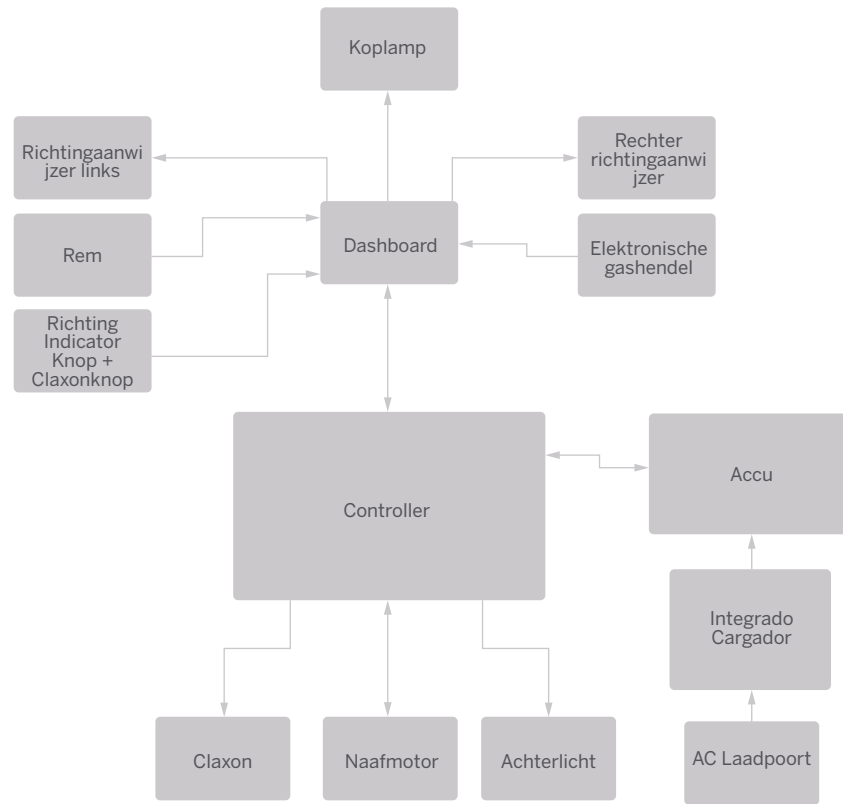 Koplamp
Richtingaanwi
jzer links
Rechter
richtingaanwi
jzer
Rem
Dashboard
Elektronische
gashendel
Richting
Indicator
Knop +
Claxonknop
Controller
Accu
Integrado
Cargador
Claxon
Naafmotor
Achterlicht
AC Laadpoort